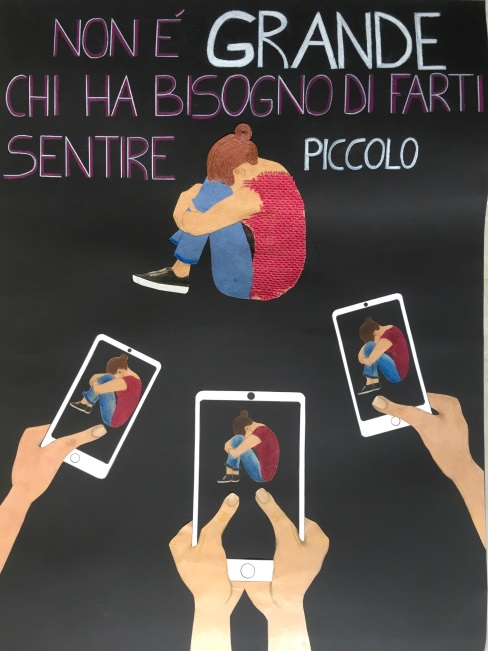 NON É GRANDE
CHI HA BISOGNO DI FARTI
SENTIRE PICCOLO